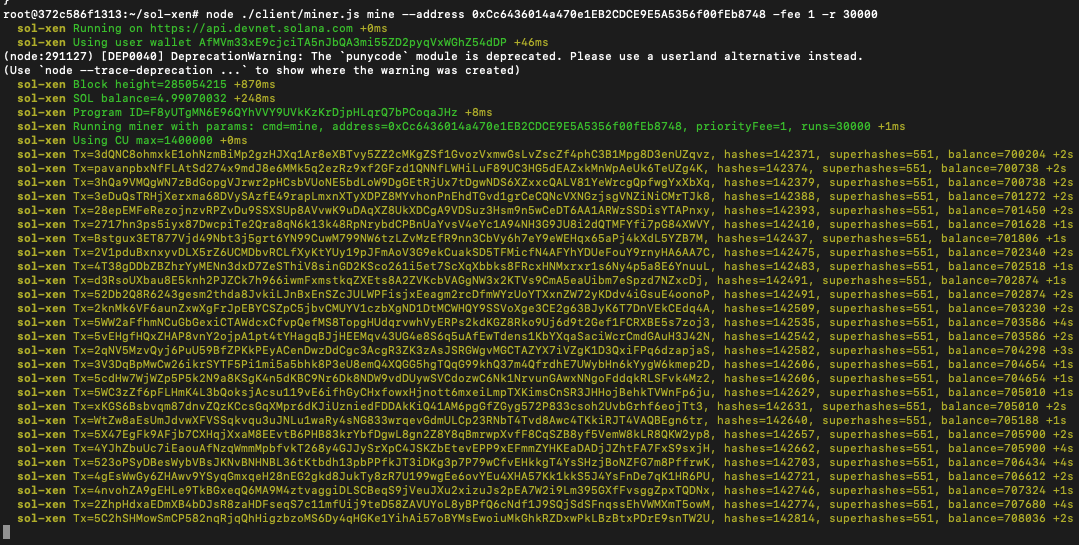 root@372c586f1313:~/sol-xen# node ./client/miner.js mine --address 0xCc6436014a470e1EB2CDCE9E5A5356f00fEb8748 -fee 1 -r 30000
sol-xen Running on https://api.devnet.solana.com +0ms
sol-xen Using user wallet AfMVm33xE9cjciTA5nJbQA3mi55ZD2pyqVxWGhZ54dDP +46ms
(node:291127) [DEP0040] DeprecationWarning: The `punycode` module is deprecated. Please use a userland alternative instead.
(Use `node --trace-deprecation ...` to show where the warning was created)
sol-xen Block height=285054215 +870ms
sol-xen SOL balance=4.99070032 +248ms
sol-xen Program ID=F8yUTgMN6E96QYhVVY9UVkKzKrDjpHLqrQ7bPCoqaJHz +8ms
sol-xen Running miner with params: cmd=mine, address=0xCc6436014a470e1EB2CDCE9E5A5356f00fEb8748, priorityFee=1, runs=30000 +1ms
sol-xen Using CU max=1400000 +0ms
sol-xen Tx=3dQNC8ohmxkE1ohNzmBiMp2gzHJXq1Ar8eXBTvy5ZZ2cMKgZSf1GvozVxmwGsLvZscZf4phC3B1Mpg8D3enUZqvz, hashes=142371, superhashes=551, balance=700204 +2s
sol-xen Tx=pavanpbxNfFLAtSd274x9mdJ8e6MMk5q2ezRz9xf2GFzd1QNNfLWHiLuF89UC3HG5dEAZxkMnWpAeUk6TeUZg4K, hashes=142374, superhashes=551, balance=700738 +2s
sol-xen Tx=3hQa9VMQgWN7zBdGopgVJrwr2pHCsbVUoNE5bdLoW9DgGEtRjUx7tDgwNDS6XZxxcQALV81YeWrcgQpfwgYxXbXq, hashes=142379, superhashes=551, balance=700738 +2s
sol-xen Tx=3eDuQsTRHjXerxma68DVySAzfE49rapLmxnXTyXDPZ8MYvhonPnEhdTGvd1grCeCQNcVXNGzjsgVNZiNiCMrTJk8, hashes=142388, superhashes=551, balance=701272 +2s
sol-xen Tx=28epEMFeRezojnzvRPZvDu9SSXSUp8AVvwK9uDAqXZ8UkXDCgA9VDSuz3Hsm9n5wCeDT6AA1ARWzSSDisYTAPnxy, hashes=142393, superhashes=551, balance=701450 +2s
sol-xen Tx=2717hn3ps5iyx87DwcpiTe2Qra8qN6k13k48RpNrybdCPBnUaYvsV4eYc1A94NH3G9JU8i2dQTMFYfi7pG84XWVY, hashes=142410, superhashes=551, balance=701628 +1s
sol-xen Tx=Bstgux3ET877Vjd49Nbt3j5grt6YN99CuwM799NW6tzLZvMzEfR9nn3CbVy6h7eY9eWEHqx65aPj4kXdL5YZB7M, hashes=142437, superhashes=551, balance=701806 +1s
sol-xen Tx=2V1pduBxnxyvDLX5rZ6UCMDbvRCLfXyKtYUy19pJFmAoV3G9ekCuakSD5TFMicfN4AFYhYDUeFouY9rnyHA6AA7C, hashes=142475, superhashes=551, balance=702340 +2s
sol-xen Tx=4T38gDDbZBZhrYyMENn3dxD7ZeSThiV8sinGD2KSco261i5et7ScXqXbbks8FRcxHNMxrxr1s6Ny4p5a8E6YnuuL, hashes=142483, superhashes=551, balance=702518 +1s
sol-xen Tx=d3RsoUXbau8E5knh2PJZCk7h966iwmFxmstkqZXEts8A2ZVKcbVAGgNW3x2KTVs9CmA5eaUibm7eSpzd7NZxcDj, hashes=142491, superhashes=551, balance=702874 +1s
sol-xen Tx=52Db2Q8R6243gesm2thda8JvkiLJnBxEnSZcJULWPFisjxEeagm2rcDfmWYzUoYTXxnZW72yKDdv4iGsuE4oonoP, hashes=142491, superhashes=551, balance=702874 +2s
sol-xen Tx=2knMk6VF6aunZxwXgFrJpEBYCSZpC5jbvCMUYV1czbXgND1DtMCWHQY9SSVoXge3CE2g63BJyK6T7DnVEkCEdq4A, hashes=142509, superhashes=551, balance=703230 +2s
sol-xen Tx=5WW2aFfhmNCuGbGexiCTAWdcxCfvpQefMS8TopgHUdqrvwhVyERPs2kdKGZ8Rko9Uj6d9t2Gef1FCRXBE5s7zoj3, hashes=142535, superhashes=551, balance=703586 +4s
sol-xen Tx=5vEHgfHQxZHAP8vnY2ojpA1pt4tYHagqBJjHEEMqv43UG4e8S6q5uAfEwTdens1KbYXqaSaciWcrCmdGAuH3J42N, hashes=142542, superhashes=551, balance=703586 +4s
sol-xen Tx=2qNV5MzvQyj6PuU59BfZPKkPEyACenDwzDdCgc3AcgR3ZK3zAsJSRGWgvMGCTAZYX7iVZgK1D3QxiFPq6dzapjaS, hashes=142582, superhashes=551, balance=704298 +3s
sol-xen Tx=3V3DqBpMwCw26ikrSYTF5Pi1mi5a5bhk8P3eU8emQ4XQGG5hgTQqG99khQ37m4QfrdhE7UWojN6kYygW6kmep2D, hashes=142606, superhashes=551, balance=704654 +1s
sol-xen Tx=5cdHw7WjWZp5P5k2N9a8KSgK4n5dKBC9Nr6Dk8NDW9vdDUywSVCdozwC6Nk1NrvunGAwxNNgoFddqkRLSFvk4Mz2, hashes=142606, superhashes=551, balance=704654 +1s
sol-xen Tx=5WC3zZf6pFLHmK4L3bQoksjAcsu119vE6ifhGyCHxfowxHjnott6mxeiLmpTXKimsCnSR3JHHojBehkTVWnFp6ju, hashes=142629, superhashes=551, balance=705010 +1s
sol-xen Tx=xKGS6Bsbvqm87dnvZQzKCcsGqXMpr6dKJiUzniedFDDAkKiQ41AM6pgGfZGyg572P833csoh2UvbGrhf6eojTt3, hashes=142631, superhashes=551, balance=705010 +2s
sol-xen Tx=WtZw8aEsUmJdvwXFVSSqkvqu3uJNLu1waRy4sNG833wrqevGdmULCp23RNbT4Tvd8Awc4TKkiRJT4VAQBEgn6tr, hashes=142640, superhashes=551, balance=705188 +1s
sol-xen Tx=5X47EgFk9AFjb7CXHqjXxaM8EEvtB6PHB83krYbfDgwL8gn2Z8Y8qBmrwpXvfF8CqSZB8yf5VemW8kLR8QKW2yp8, hashes=142657, superhashes=551, balance=705900 +2s
sol-xen Tx=4YJhZbuUc7iEaouAfNzqWmmMpbfvkT268y4GJJySrXpC4JSKZbEtevEPP9xEFmmZYHKEaDADjJZhtFA7FxS9sxjH, hashes=142662, superhashes=551, balance=705900 +2s
sol-xen Tx=523oPSyDBesWybVBsJKNvBNHNBL36tKtbdh13pbPPfkJT3iDKg3p7P79wCfvEHkkgT4YsSHzjBoNZFG7m8PffrwK, hashes=142703, superhashes=551, balance=706434 +4s
sol-xen Tx=4gEsWwGy6ZHAwv9YSyqGmxqeH28nEG2gkd8JukTy8zR7U199wgEe6ovYEu4XHA57Kk1kkS5J4YsFnDe7qK1HR6PU, hashes=142721, superhashes=551, balance=706612 +2s
sol-xen Tx=4nvohZA9gEHLe9TkBGxeqQ6MA9M4ztvaggiDLSCBeqS9jVeuJXu2xizuJs2pEA7W2i9Lm395GXfFvsggZpxTQDNx, hashes=142746, superhashes=551, balance=707324 +1s
sol-xen Tx=2ZhpHdxaEDmXB4bDJsR8zaHDFseqS7c11mfUij9teD58ZAVUYoL8yBPfQ6cNdf1J9SQjSdSFnqssEhVWMXmT5owM, hashes=142774, superhashes=551, balance=707680 +4s
sol-xen Tx=5C2hSHMowSmCP582nqRjqQhHigzbzoMS6Dy4qHGKe1YihAi57oBYMsEwoiuMkGhkRZDxwPkLBzBtxPDrE9snTW2U, hashes=142814, superhashes=551, balance=708036 +2s